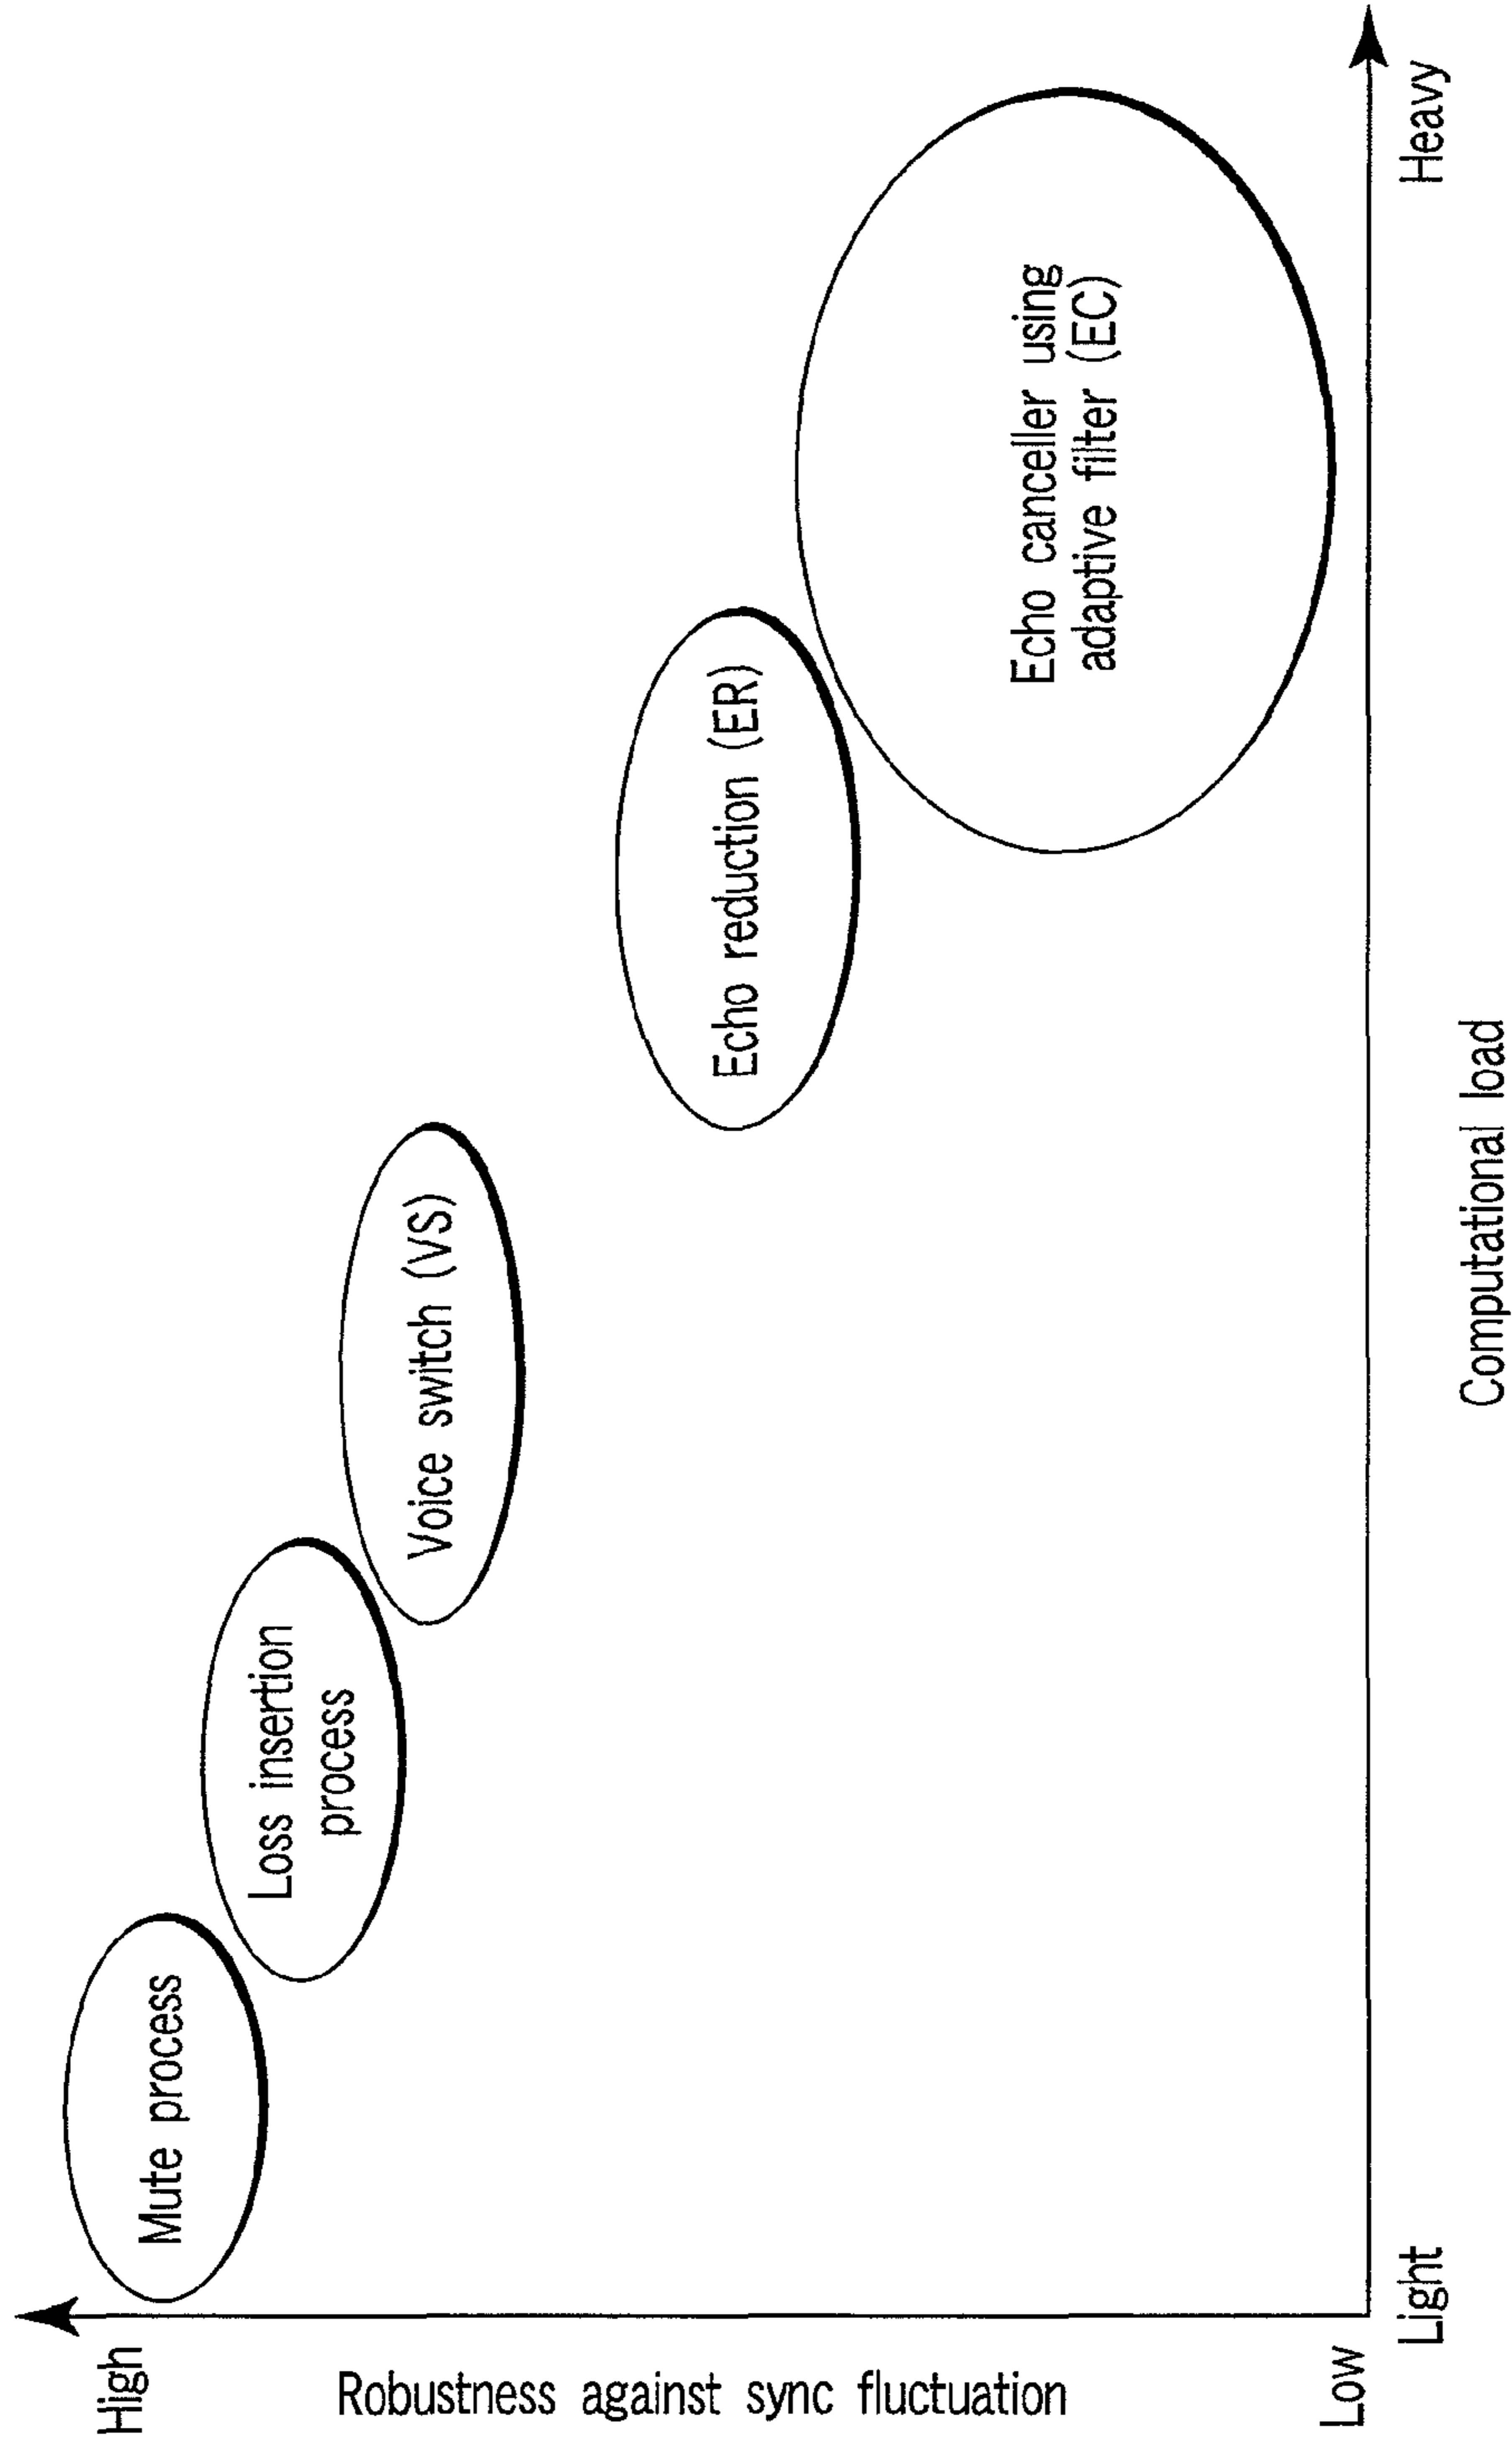 High
Robustness against sync fluctuation
Low
Mute process
Loss insertion
process
Voice switch (VS)
Echo reduction (ER)
Echo canceller using
adaptive filter (EC)
Light
Computational load
Heavy